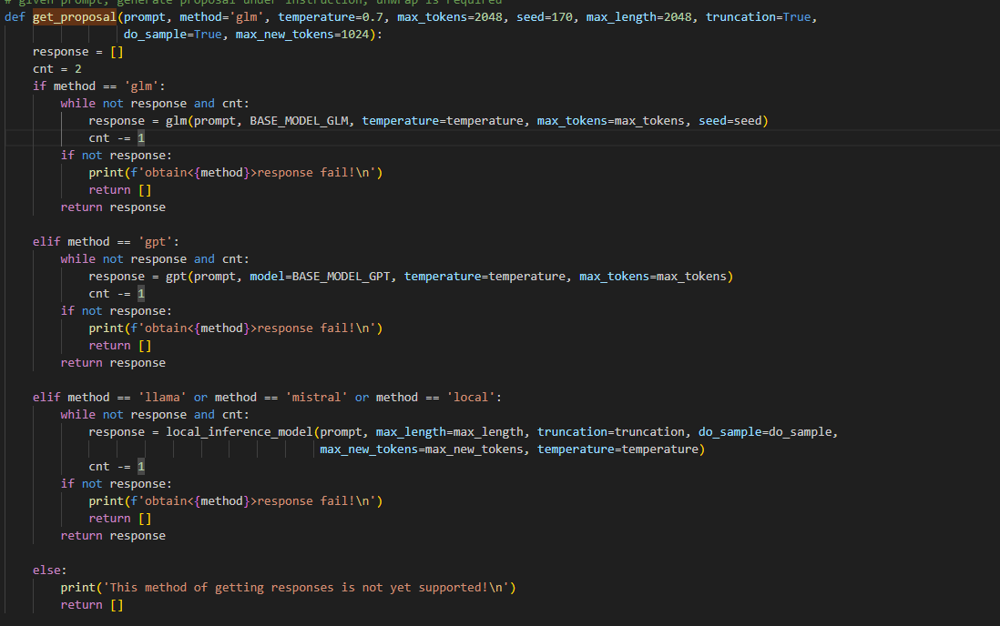 # given prompt, generate proposal under instruction, unwrap is required
def get_proposal(prompt, method='glm', temperature=0.7, max_tokens=2048, seed=170, max_length=2048, truncation=True,
                 do_sample=True, max_new_tokens=1024):
    response = []
    cnt = 2
    if method == 'glm':
        while not response and cnt:
            response = glm(prompt, BASE_MODEL_GLM, temperature=temperature, max_tokens=max_tokens, seed=seed)
            cnt -= 1
        if not response:
            print(f'obtain<{method}>response fail!\n')
            return []
        return response

    elif method == 'gpt':
        while not response and cnt:
            response = gpt(prompt, model=BASE_MODEL_GPT, temperature=temperature, max_tokens=max_tokens)
            cnt -= 1
        if not response:
            print(f'obtain<{method}>response fail!\n')
            return []
        return response

    elif method == 'llama' or method == 'mistral' or method == 'local':
        while not response and cnt:
            response = local_inference_model(prompt, max_length=max_length, truncation=truncation, do_sample=do_sample,
                                             max_new_tokens=max_new_tokens, temperature=temperature)
            cnt -= 1
        if not response:
            print(f'obtain<{method}>response fail!\n')
            return []
        return response

    else:
        print('This method of getting responses is not yet supported!\n')
        return []